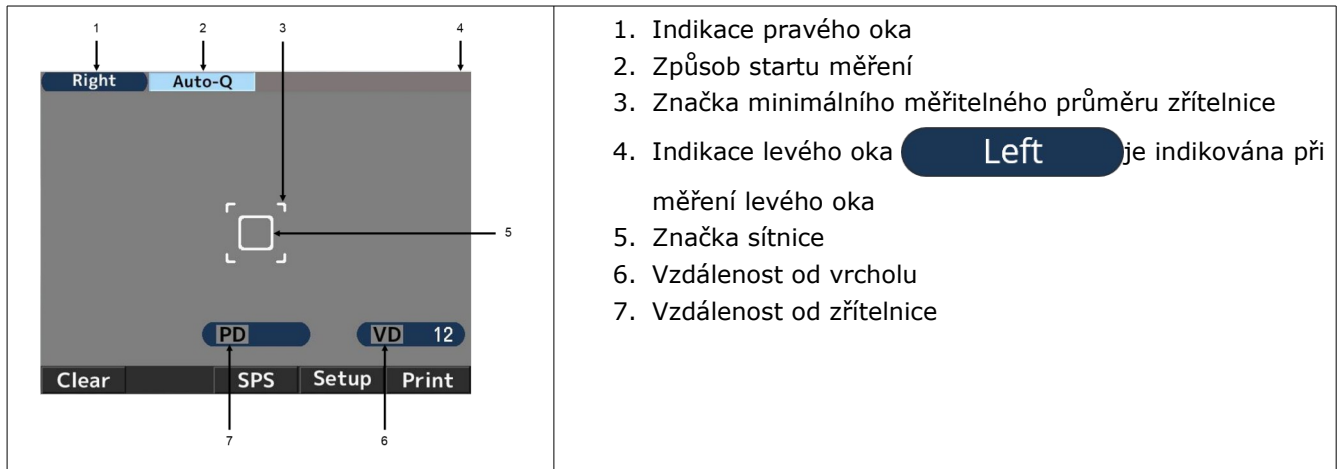 1 2 3 4
Right Auto-Q
5
PD VD 12
Clear SPS Setup Print
7 6
1. Indikace pravého oka
2. Způsob startu měření
3. Značka minimálního měřitelného průměru zřítelnice
4. Indikace levého oka Left je indikována při
měření levého oka
5. Značka sítnice
6. Vzdálenost od vrcholu
7. Vzdálenost od zřítelnice